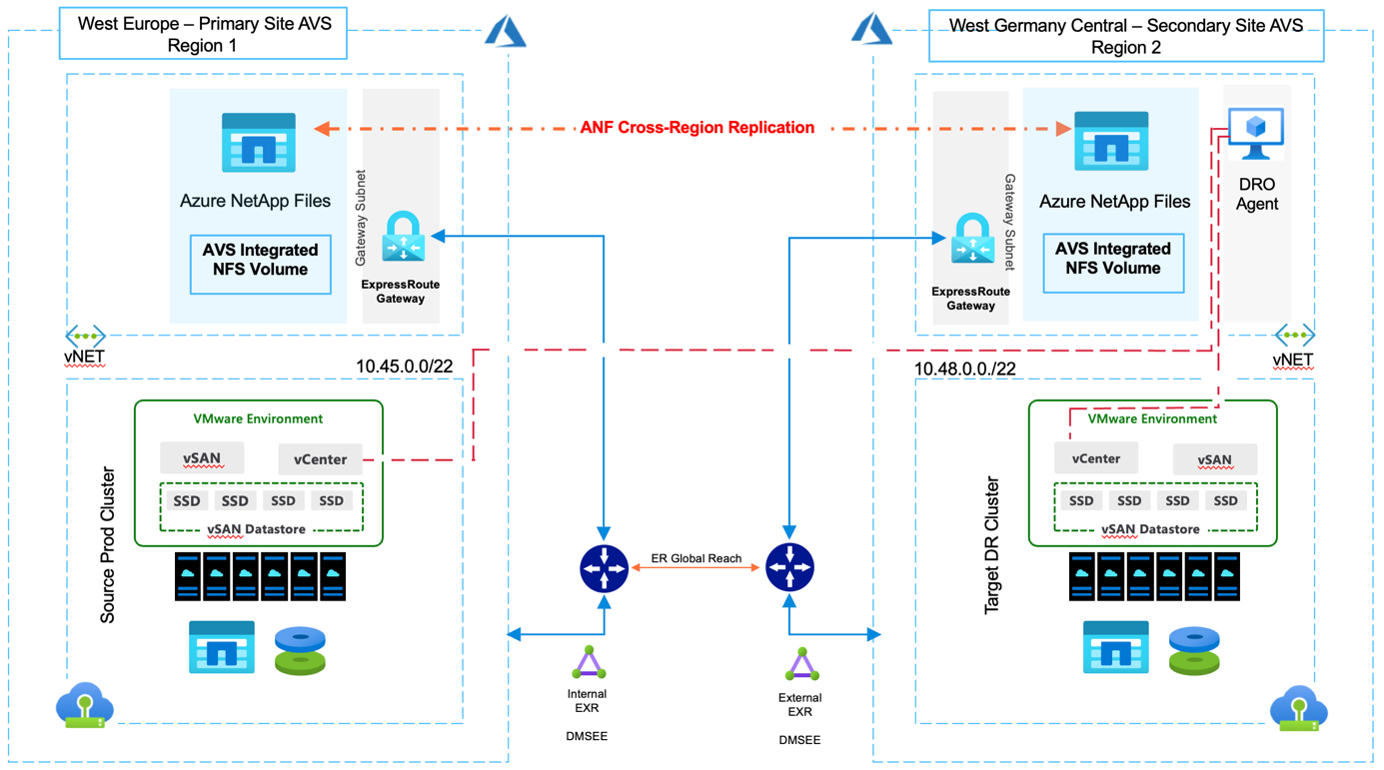 West Europe – Primary Site AVS
Region 1
West Germany Central – Secondary Site AVS
Region 2
ANF Cross-Region Replication
Azure NetApp Files
AVS Integrated
NFS Volume
Gateway Subnet
ExpressRoute
Gateway
Gateway Subnet
ExpressRoute
Gateway
Azure NetApp Files
AVS Integrated
NFS Volume
DRO
Agent
vNET
vNET
10.45.0.0/22
10.48.0.0./22
Source Prod Cluster
VMware Environment
vSAN
vCenter
SSD SSD SSD SSD
vSAN Datastore
ER Global Reach
Internal
EXR
DMSEE
External
EXR
DMSEE
Target DR Cluster
VMware Environment
vCenter
vSAN
SSD SSD SSD SSD
vSAN Datastore